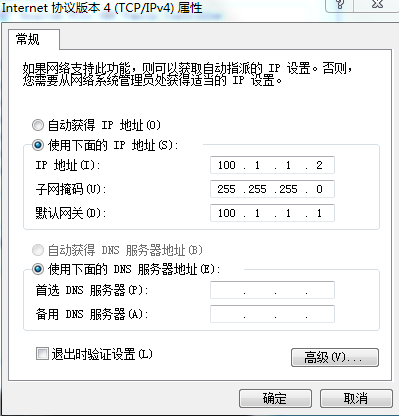 Internet 协议版本 4 (TCP/IPv4) 属性
常规
如果网络支持此功能，则可以获取自动指派的 IP 设置。否则，
您需要从网络系统管理员处获得适当的 IP 设置。
自动获得 IP 地址(O)
使用下面的 IP 地址(S):
IP 地址(I): 100 . 1 . 1 . 2
子网掩码(U): 255 .255 .255 . 0
默认网关(D): 100 . 1 . 1 . 1
自动获得 DNS 服务器地址(B)
使用下面的 DNS 服务器地址(E):
首选 DNS 服务器(P): . . .
备用 DNS 服务器(A): . . .
退出时验证设置(L)
高级(V)...
确定 取消